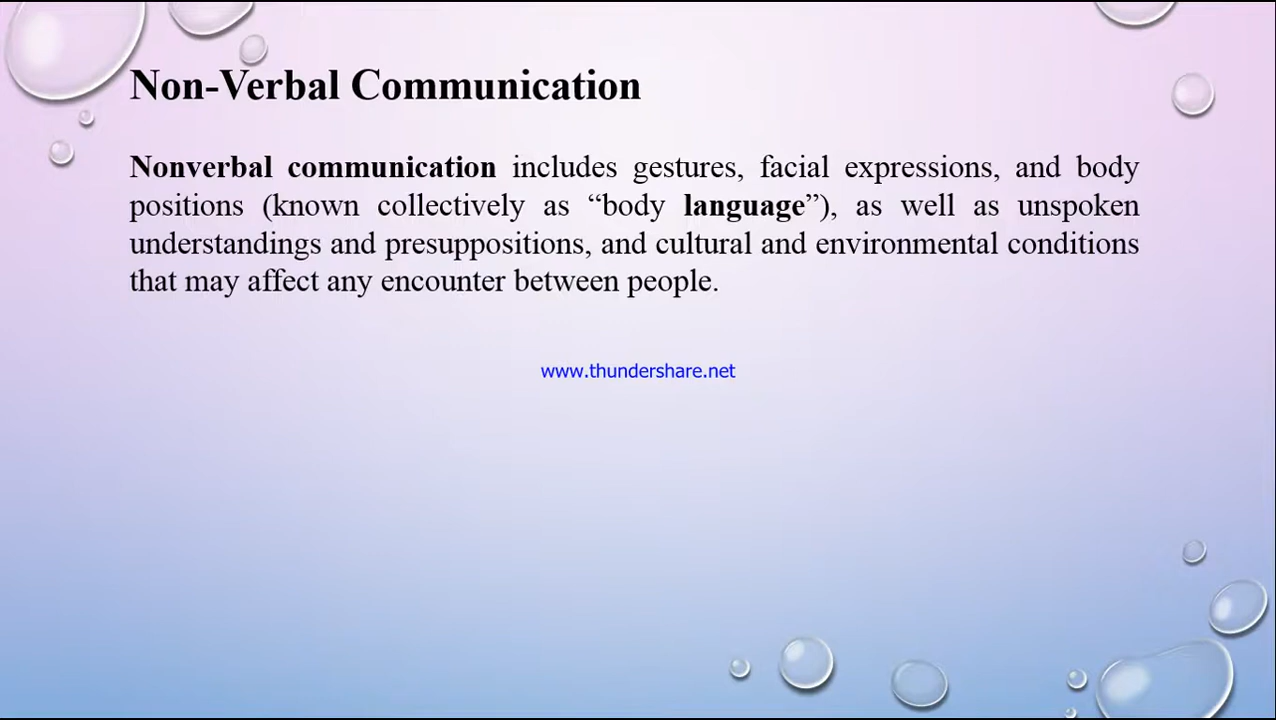 Non-Verbal Communication
Nonverbal communication includes gestures, facial expressions, and body
positions (known collectively as “body language”), as well as unspoken
understandings and presuppositions, and cultural and environmental conditions
that may affect any encounter between people.
www.thundershare.net